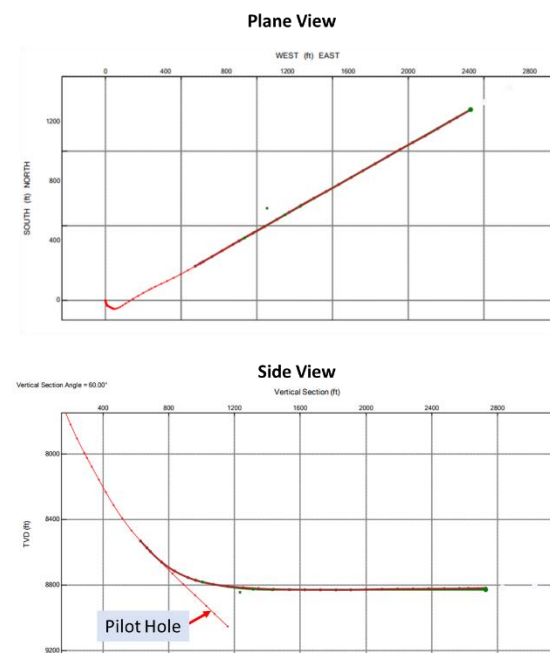 Plane View
WEST (ft) EAST
0 400 800 1200 1600 2000 2400 2800
SOUTH (ft) NORTH
1200
800
400
0
Side View
Vertical Section Angle = 60.00°
Vertical Section (ft)
400 800 1200 1600 2000 2400 2800
TVD (ft)
8000
8400
8800
9200
Pilot Hole